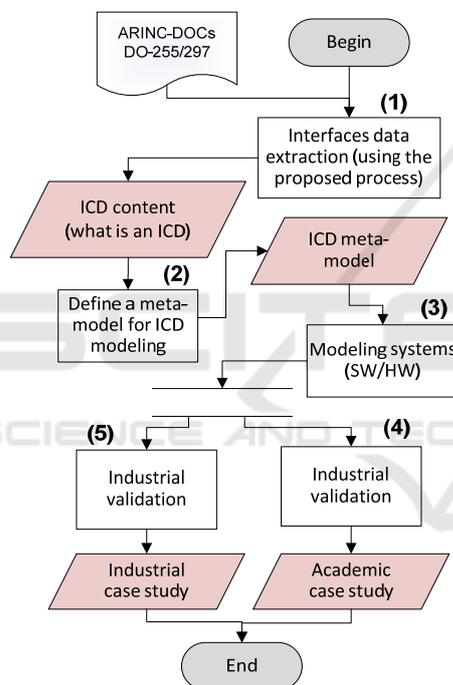 ARINC-DOCs
DO-255/297
Begin
(1)
Interfaces data
extraction (using the
proposed process)
ICD content
(what is an ICD)
ICD meta-
model
(2)
Define a meta-
model for ICD
modeling
(3)
Modeling systems
(SW/HW)
SCIENCE AND
(5)
(4)
Industrial
validation
Industrial
validation
Industrial
case study
Academic
case study
End